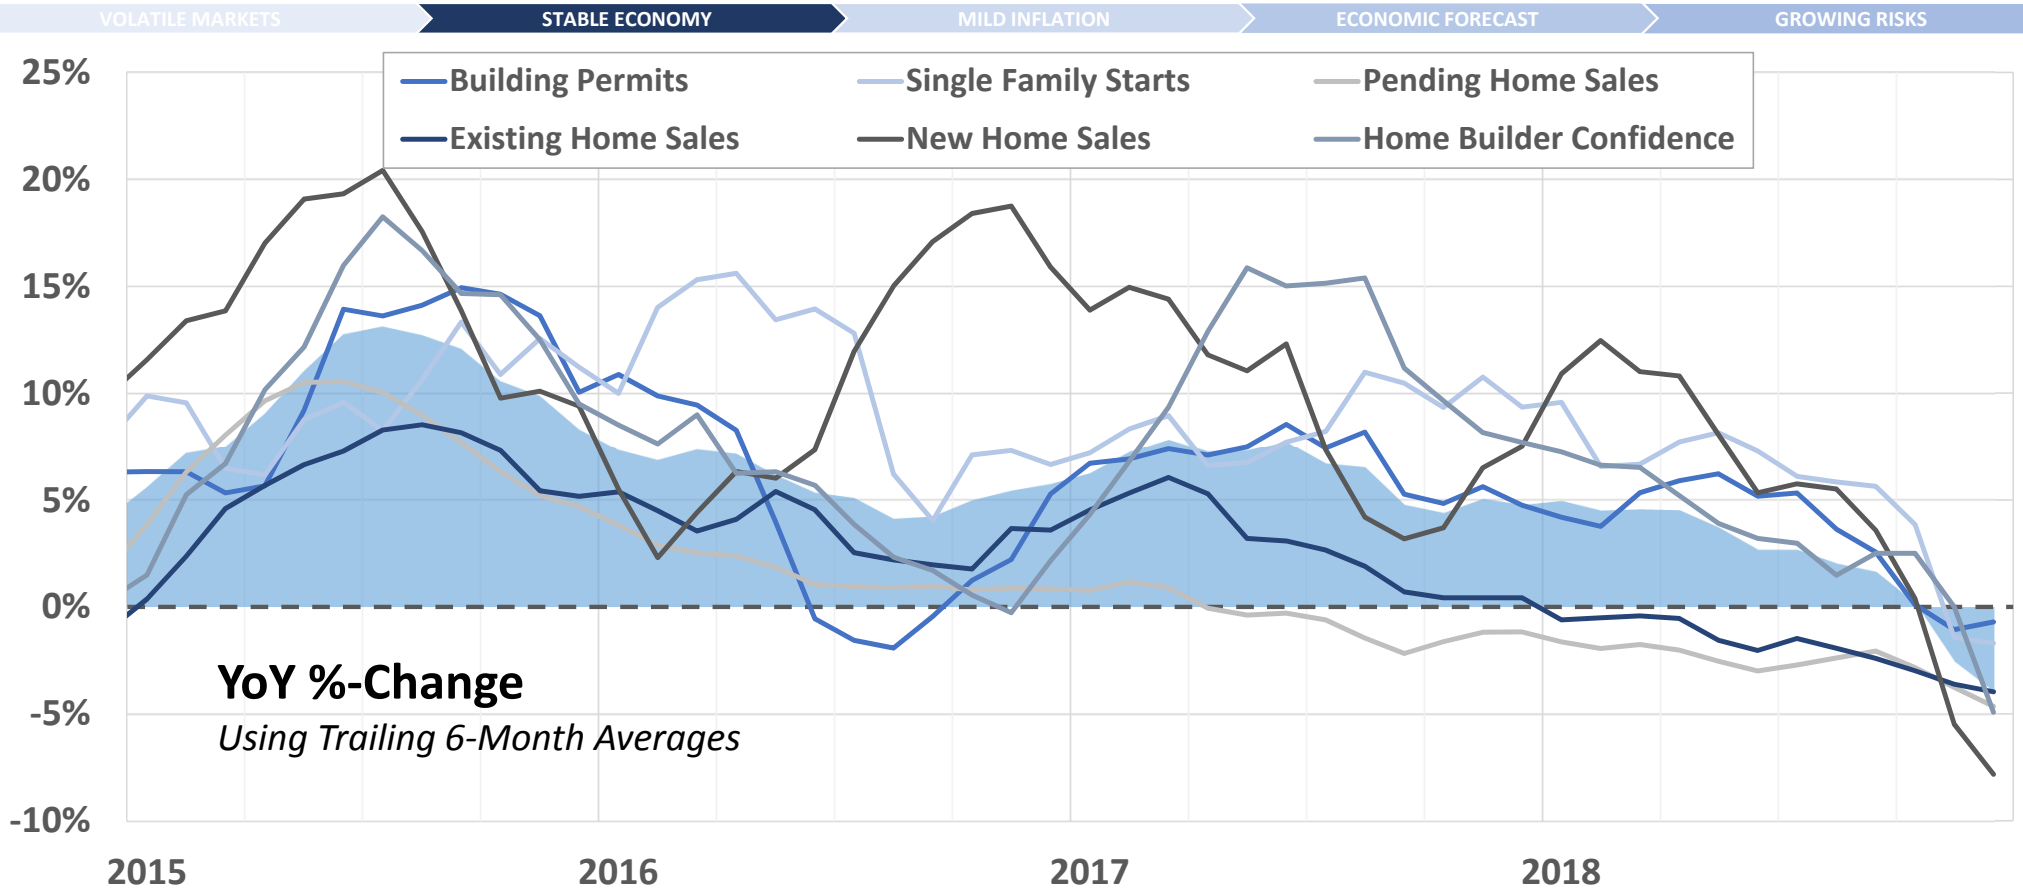 VOLATILE MARKETS STABLE ECONOMY MILD INFLATION ECONOMIC FORECAST GROWING RISKS
25%
Building Permits Single Family Starts Pending Home Sales
Existing Home Sales New Home Sales Home Builder Confidence
20%
15%
10%
5%
0%
YoY %-Change
-5%
Using Trailing 6-Month Averages
-10%
2015 2016 2017 2018